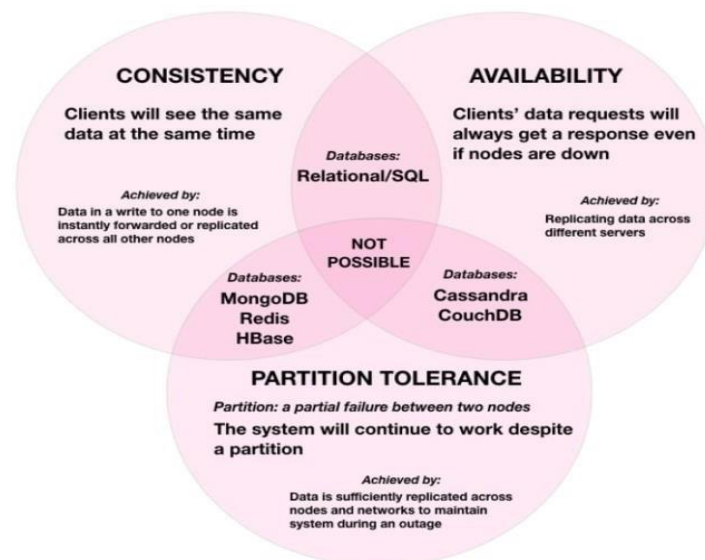 CONSISTENCY
Clients will see the same
data at the same time
Achieved by:
Data in a write to one node is
instantly forwarded or replicated
across all other nodes
AVAILABILITY
Clients’ data requests will
always get a response even
if nodes are down
Achieved by:
Replicating data across
different servers
Databases:
Relational/SQL
NOT
POSSIBLE
Databases:
MongoDB
Redis
HBase
Databases:
Cassandra
CouchDB
PARTITION TOLERANCE
Partition: a partial failure between two nodes
The system will continue to work despite
a partition
Achieved by:
Data is sufficiently replicated across
nodes and networks to maintain
system during an outage